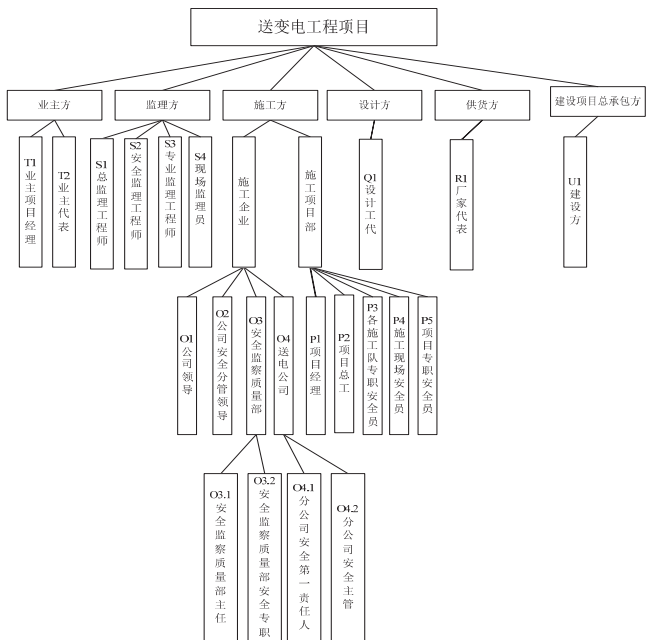 送变电工程项目
业主方
监理方
施工方
设计方
供货方
建设项目总承包方
T1业主项目经理
T2业主代表
S1总监理工程师
S2安全监理工程师
S3专业监理工程师
S4现场监理员
施工企业
施工项目部
Q1设计工代
R1厂家代表
U1建设方
O1公司领导
O2公司安全分管领导
O3安全监察质量部
O4送电公司
P1项目经理
P2项目总工
P3各施工队专职安全员
P4施工现场安全员
P5项目专职安全员
O3.1安全监察质量部主任
O3.2安全监察质量部安全专职
O4.1分公司安全第一责任人
O4.2分公司安全主管